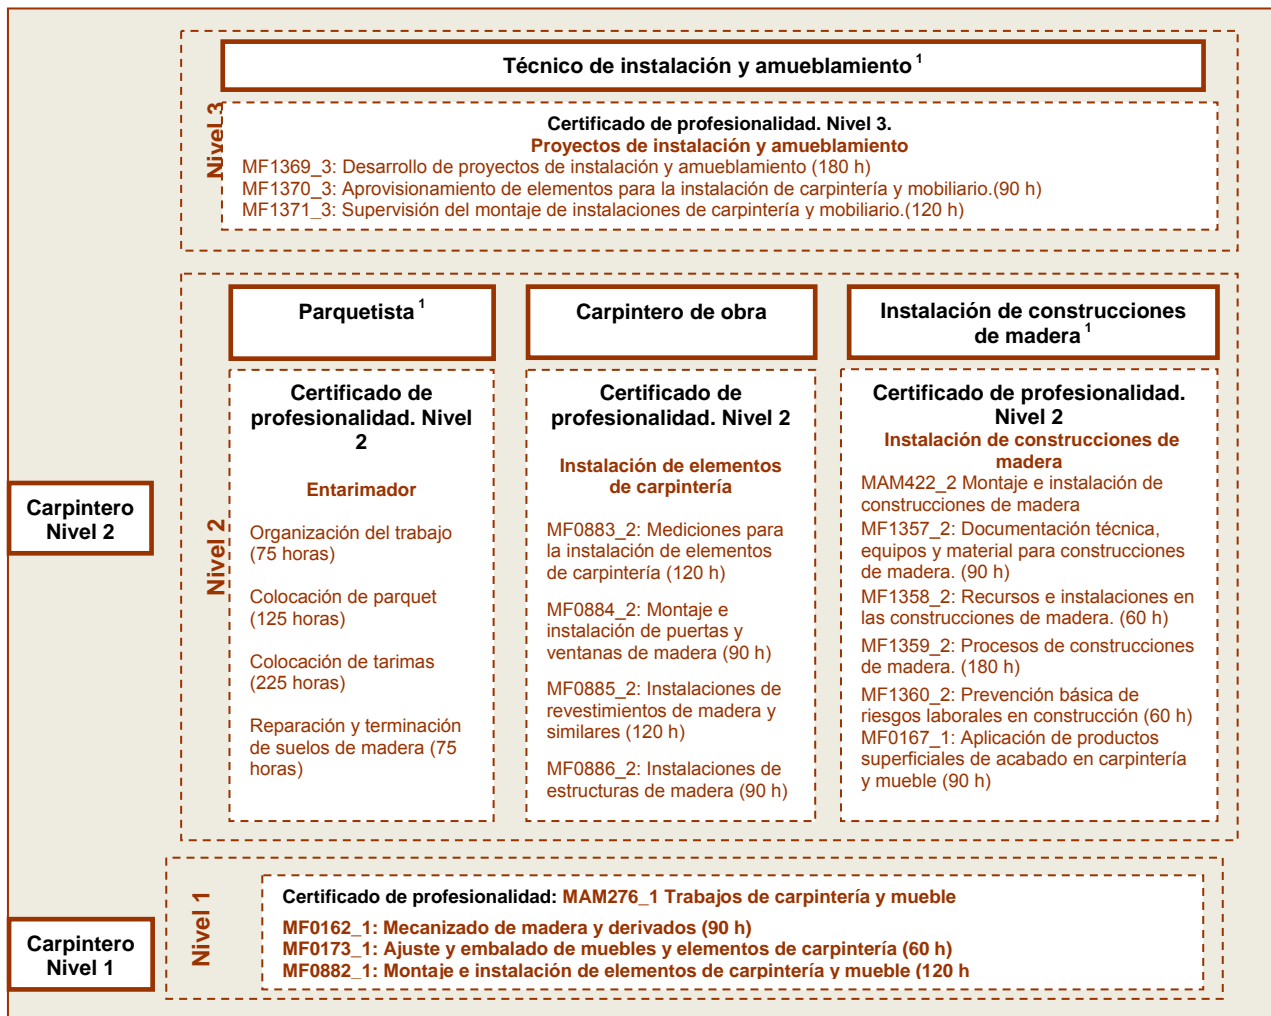 Técnico de instalación y amueblamiento 1
Nivel 3
Certificado de profesionalidad. Nivel 3.
Proyectos de instalación y amueblamiento
MF1369_3: Desarrollo de proyectos de instalación y amueblamiento (180 h)
MF1370_3: Aprovisionamiento de elementos para la instalación de carpintería y mobiliario.(90 h)
MF1371_3: Supervisión del montaje de instalaciones de carpintería y mobiliario.(120 h)
Carpintero
Nivel 2
Nivel 2
Parquetista 1
Certificado de
profesionalidad. Nivel
2
Entarimador
Organización del trabajo
(75 horas)
Colocación de parquet
(125 horas)
Colocación de tarimas
(225 horas)
Reparación y terminación
de suelos de madera (75
horas)
Carpintero de obra
Certificado de
profesionalidad. Nivel 2
Instalación de elementos
de carpintería
MF0883_2: Mediciones para
la instalación de elementos
de carpintería (120 h)
MF0884_2: Montaje e
instalación de puertas y
ventanas de madera (90 h)
MF0885_2: Instalaciones de
revestimientos de madera y
similares (120 h)
MF0886_2: Instalaciones de
estructuras de madera (90 h)
Instalación de construcciones
de madera 1
Certificado de profesionalidad.
Nivel 2
Instalación de construcciones de
madera
MAM422_2 Montaje e instalación de
construcciones de madera
MF1357_2: Documentación técnica,
equipos y material para construcciones
de madera. (90 h)
MF1358_2: Recursos e instalaciones en
las construcciones de madera. (60 h)
MF1359_2: Procesos de construcciones
de madera. (180 h)
MF1360_2: Prevención básica de
riesgos laborales en construcción (60 h)
MF0167_1: Aplicación de productos
superficiales de acabado en carpintería
y mueble (90 h)
Carpintero
Nivel 1
Nivel 1
Certificado de profesionalidad: MAM276_1 Trabajos de carpintería y mueble
MF0162_1: Mecanizado de madera y derivados (90 h)
MF0173_1: Ajuste y embalado de muebles y elementos de carpintería (60 h)
MF0882_1: Montaje e instalación de elementos de carpintería y mueble (120 h